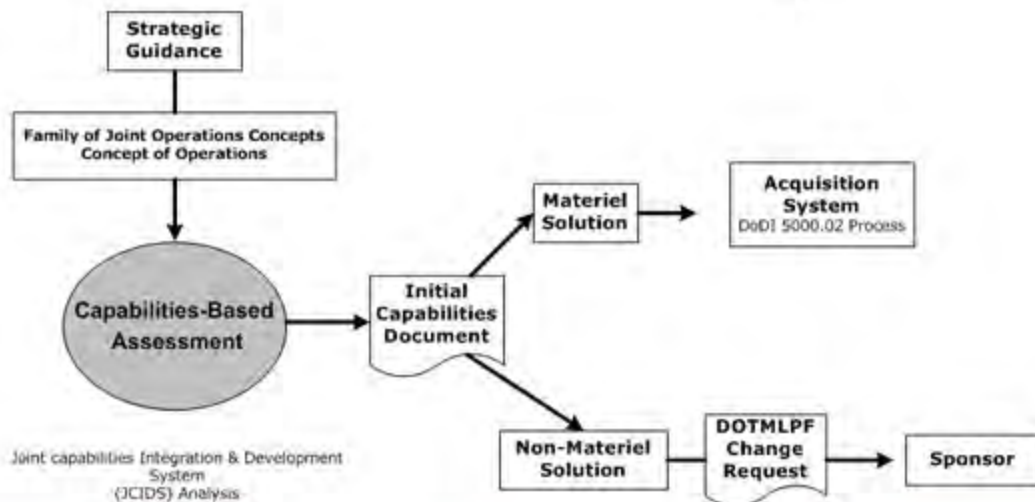 Strategic
Guidance
Family of Joint Operations Concepts
Concept of Operations
Capabilities-Based
Assessment
Initial
Capabilities
Document
Materiel
Solution
Acquisition
System
DoDI 5000.02 Process
Non-Materiel
Solution
DOTMLPF
Change
Request
Sponsor
Joint capabilities Integration & Development
System
(JCIDS) Analysis